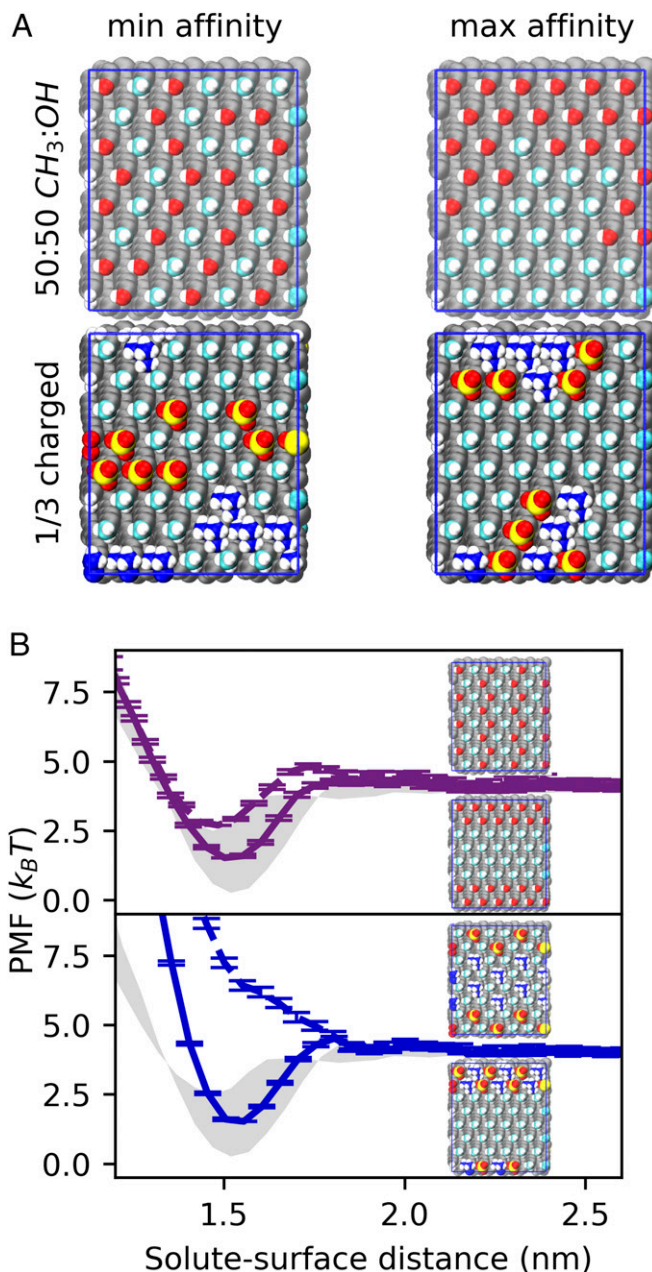 A
min affinity max affinity
50:50 CH₃:OH
1/3 charged
B
7.5
5.0
2.5
0.0
7.5
5.0
2.5
0.0
PMF (k_BT)
1.5 2.0 2.5
Solute-surface distance (nm)